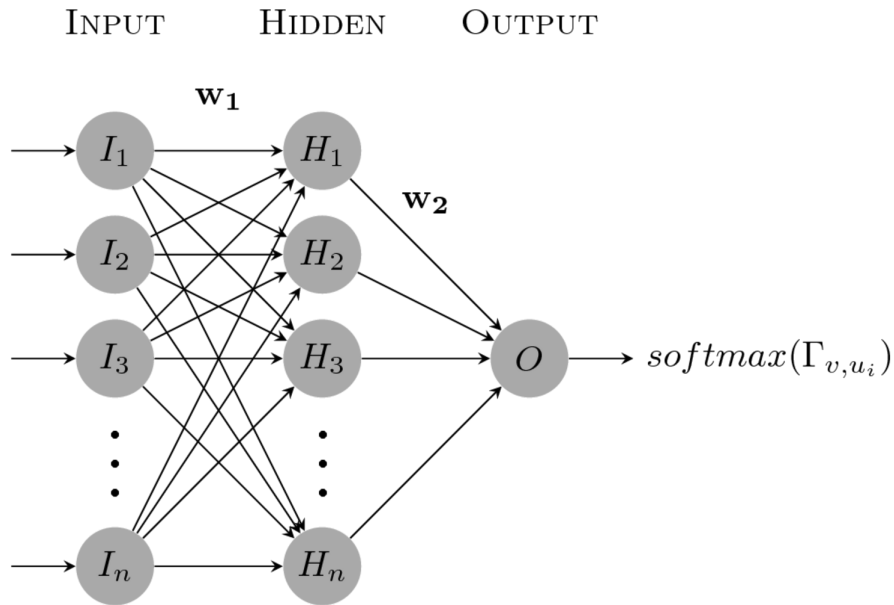 INPUT HIDDEN OUTPUT
w₁
I₁ H₁
w₂
I₂ H₂
I₃ H₃ O softmax(Γᵥ,ᵤᵢ)
Iₙ Hₙ